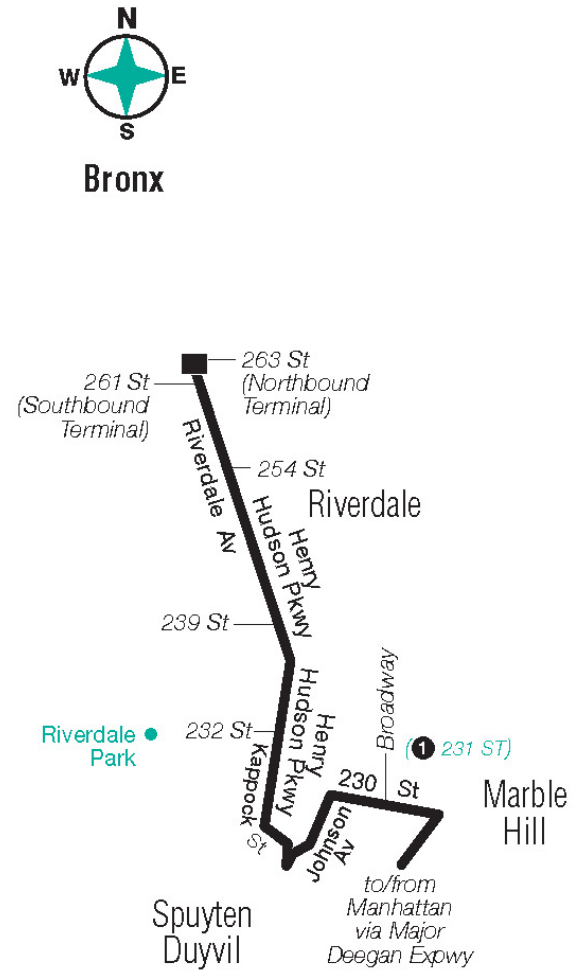 N
W
E
S
Bronx
263 St
(Northbound
Terminal)
261 St
(Southbound
Terminal)
Riverdale Av
254 St
Riverdale
Henry
Hudson Pkwy
239 St
Henry
Hudson Pkwy
232 St
Riverdale
Park
Kappock
St
Broadway
(1 231 ST)
230 St
Marble
Hill
Johnson
Av
to/from
Manhattan
via Major
Deegan Expwy
Spuyten
Duyvil